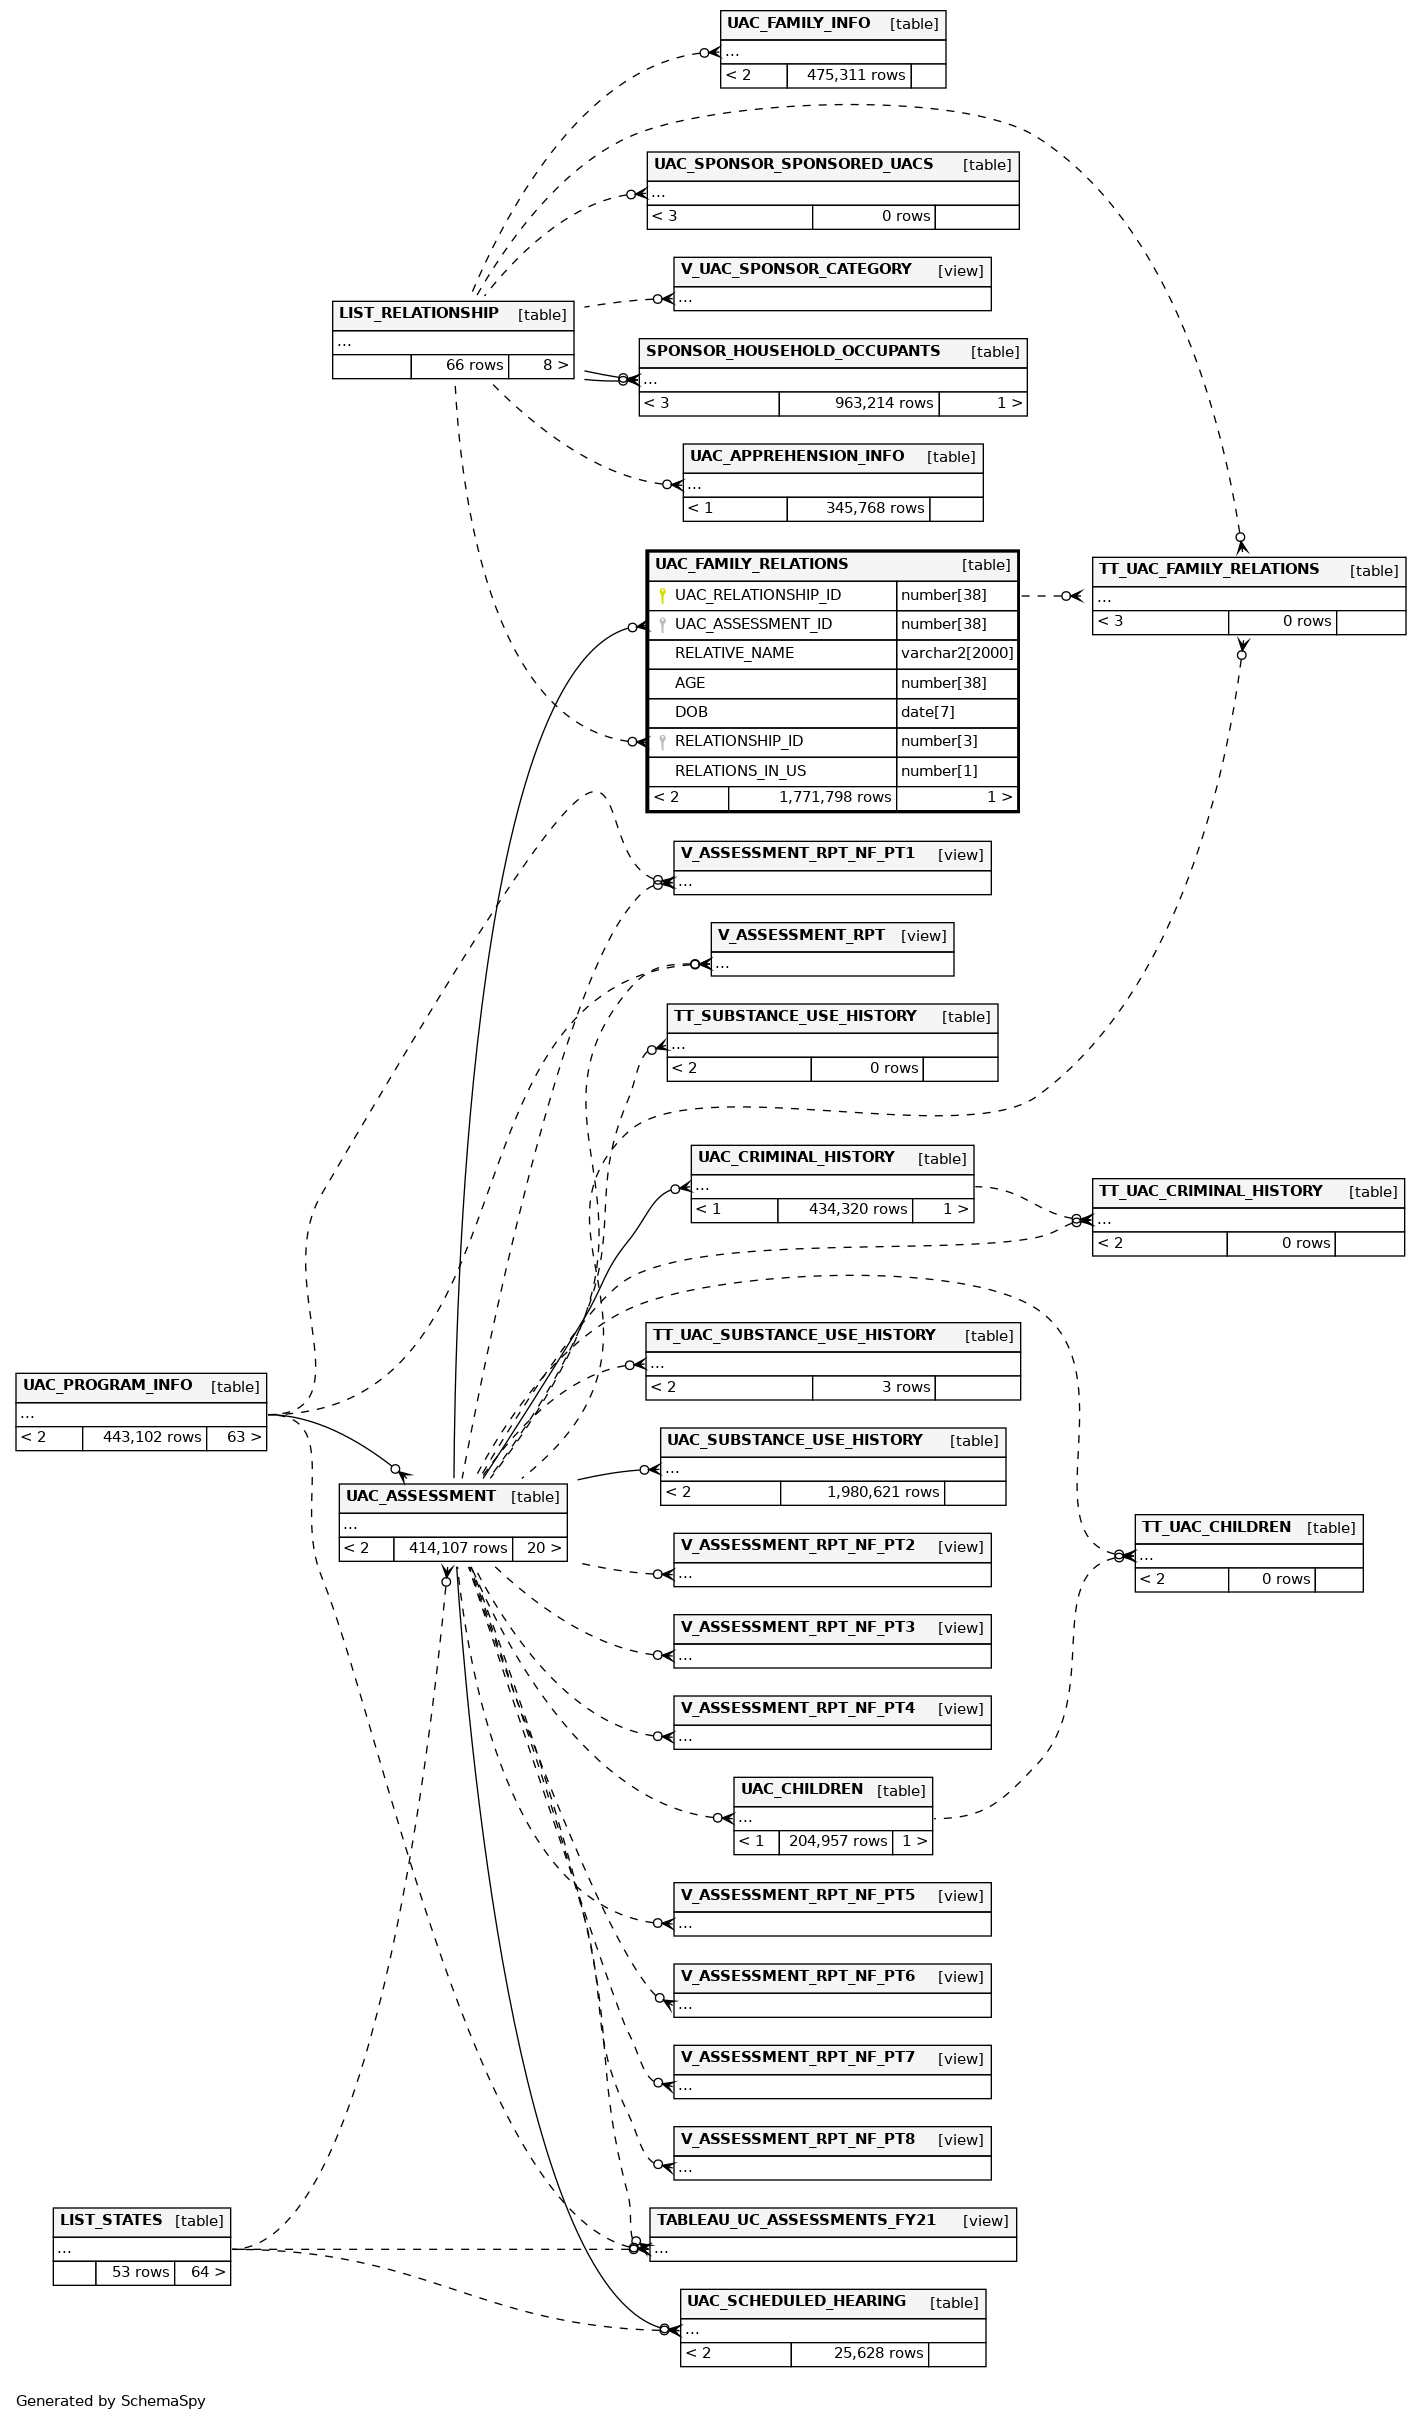 UAC_FAMILY_INFO [table]
...
< 2 475,311 rows
UAC_SPONSOR_SPONSORED_UACS [table]
...
< 3 0 rows
V_UAC_SPONSOR_CATEGORY [view]
...
LIST_RELATIONSHIP [table]
...
66 rows 8 >
SPONSOR_HOUSEHOLD_OCCUPANTS [table]
...
< 3 963,214 rows 1 >
UAC_APPREHENSION_INFO [table]
...
< 1 345,768 rows
UAC_FAMILY_RELATIONS [table]
UAC_RELATIONSHIP_ID number[38]
UAC_ASSESSMENT_ID number[38]
RELATIVE_NAME varchar2[2000]
AGE number[38]
DOB date[7]
RELATIONSHIP_ID number[3]
RELATIONS_IN_US number[1]
< 2 1,771,798 rows 1 >
TT_UAC_FAMILY_RELATIONS [table]
...
< 3 0 rows
V_ASSESSMENT_RPT_NF_PT1 [view]
...
V_ASSESSMENT_RPT [view]
...
TT_SUBSTANCE_USE_HISTORY [table]
...
< 2 0 rows
UAC_CRIMINAL_HISTORY [table]
...
< 1 434,320 rows 1 >
TT_UAC_CRIMINAL_HISTORY [table]
...
< 2 0 rows
TT_UAC_SUBSTANCE_USE_HISTORY [table]
...
< 2 3 rows
UAC_PROGRAM_INFO [table]
...
< 2 443,102 rows 63 >
UAC_SUBSTANCE_USE_HISTORY [table]
...
< 2 1,980,621 rows
UAC_ASSESSMENT [table]
...
< 2 414,107 rows 20 >
V_ASSESSMENT_RPT_NF_PT2 [view]
...
TT_UAC_CHILDREN [table]
...
< 2 0 rows
V_ASSESSMENT_RPT_NF_PT3 [view]
...
V_ASSESSMENT_RPT_NF_PT4 [view]
...
UAC_CHILDREN [table]
...
< 1 204,957 rows 1 >
V_ASSESSMENT_RPT_NF_PT5 [view]
...
V_ASSESSMENT_RPT_NF_PT6 [view]
...
V_ASSESSMENT_RPT_NF_PT7 [view]
...
V_ASSESSMENT_RPT_NF_PT8 [view]
...
LIST_STATES [table]
...
53 rows 64 >
TABLEAU_UC_ASSESSMENTS_FY21 [view]
...
UAC_SCHEDULED_HEARING [table]
...
< 2 25,628 rows
Generated by SchemaSpy